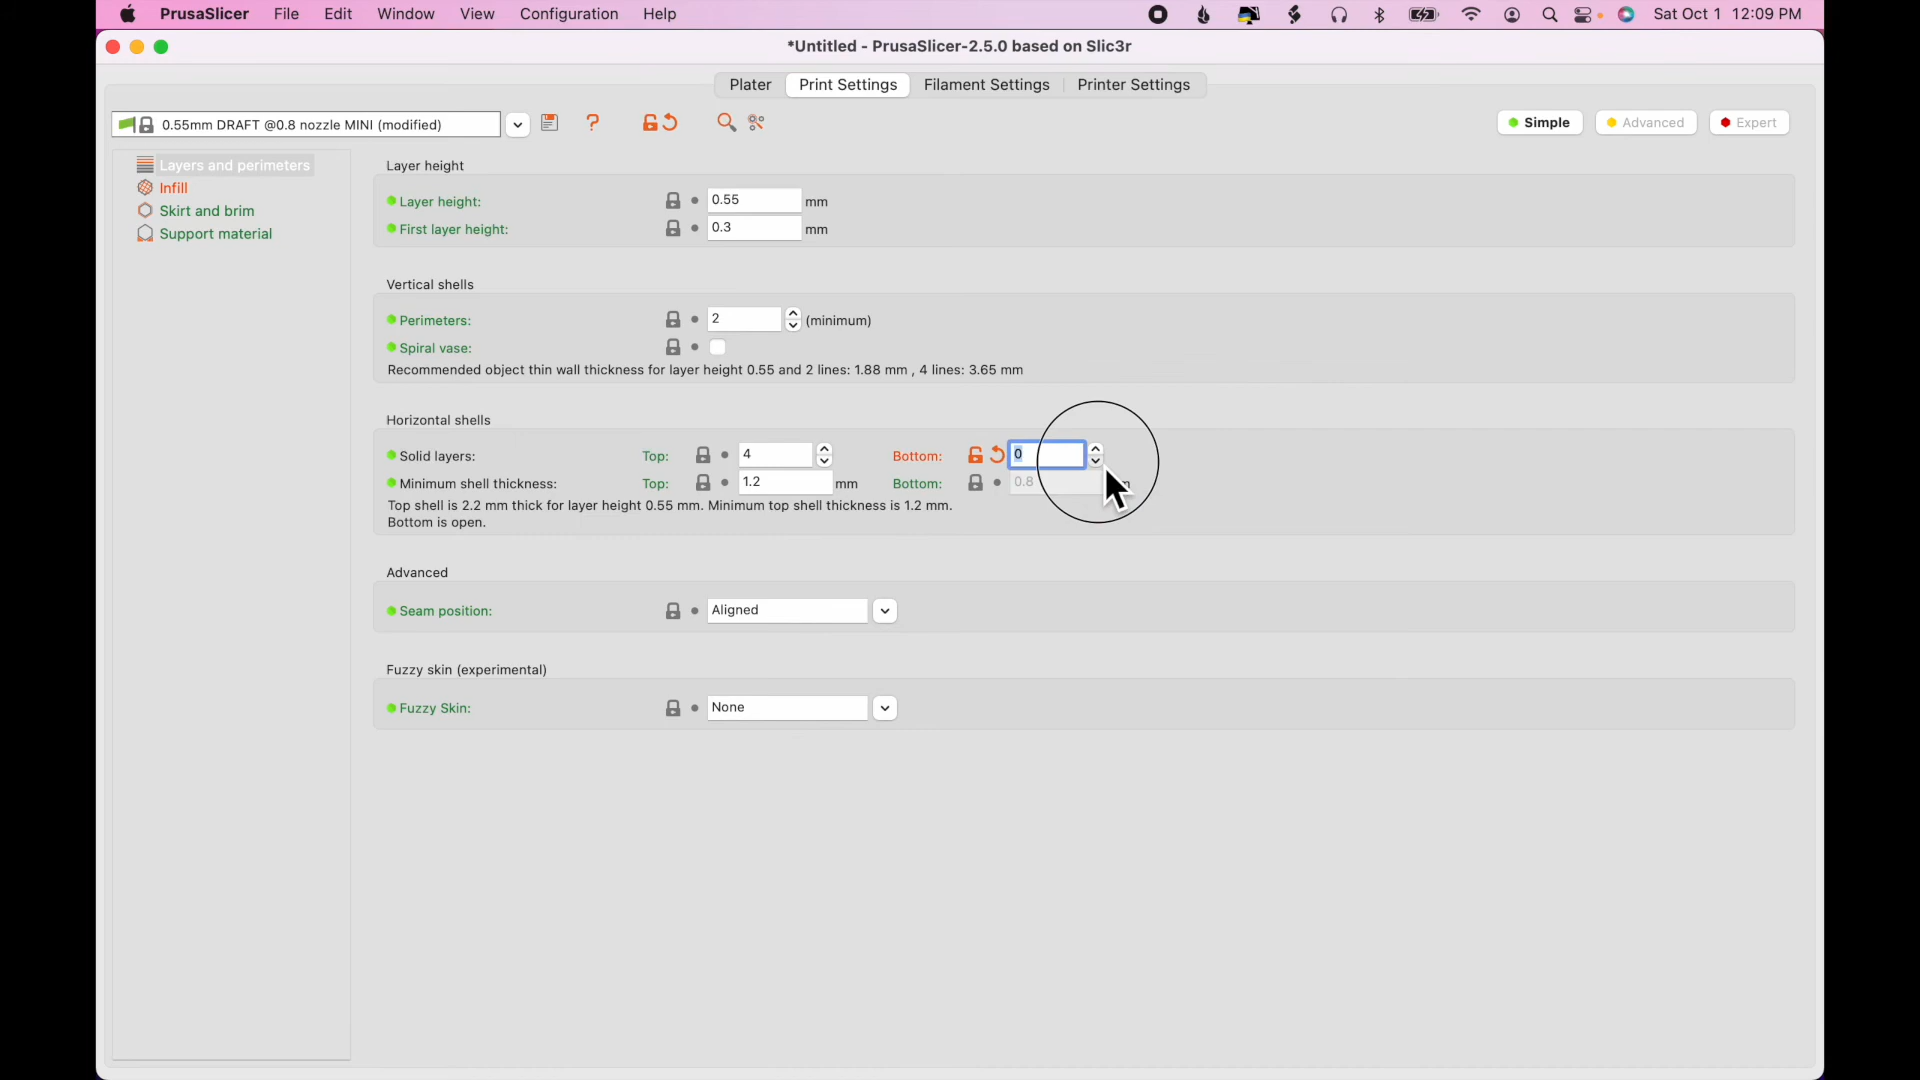 PrusaSlicer File Edit Window View Configuration Help Sat Oct 1 12:09 PM
*Untitled - PrusaSlicer-2.5.0 based on Slic3r
Plater Print Settings Filament Settings Printer Settings
0.55mm DRAFT @0.8 nozzle MINI (modified) ? Simple Advanced Expert
Layers and perimeters
Infill
Skirt and brim
Support material
Layer height
Layer height: 0.55 mm
First layer height: 0.3 mm
Vertical shells
Perimeters: 2 (minimum)
Spiral vase:
Recommended object thin wall thickness for layer height 0.55 and 2 lines: 1.88 mm , 4 lines: 3.65 mm
Horizontal shells
Solid layers: Top: 4 Bottom: 0
Minimum shell thickness: Top: 1.2 mm Bottom: 0.8
Top shell is 2.2 mm thick for layer height 0.55 mm. Minimum top shell thickness is 1.2 mm.
Bottom is open.
Advanced
Seam position: Aligned
Fuzzy skin (experimental)
Fuzzy Skin: None